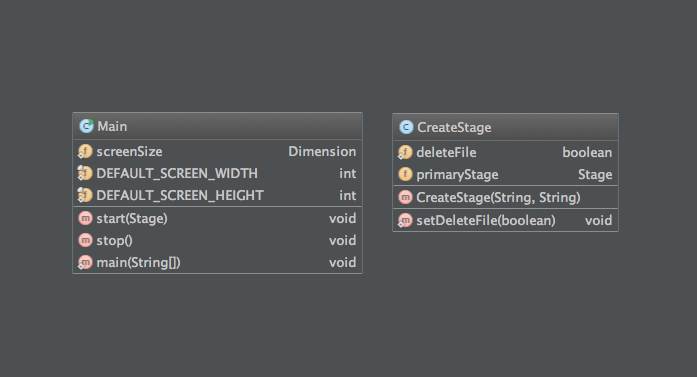 Main
screenSize Dimension
DEFAULT_SCREEN_WIDTH int
DEFAULT_SCREEN_HEIGHT int
start(Stage) void
stop() void
main(String[]) void
CreateStage
deleteFile boolean
primaryStage Stage
CreateStage(String, String)
setDeleteFile(boolean) void